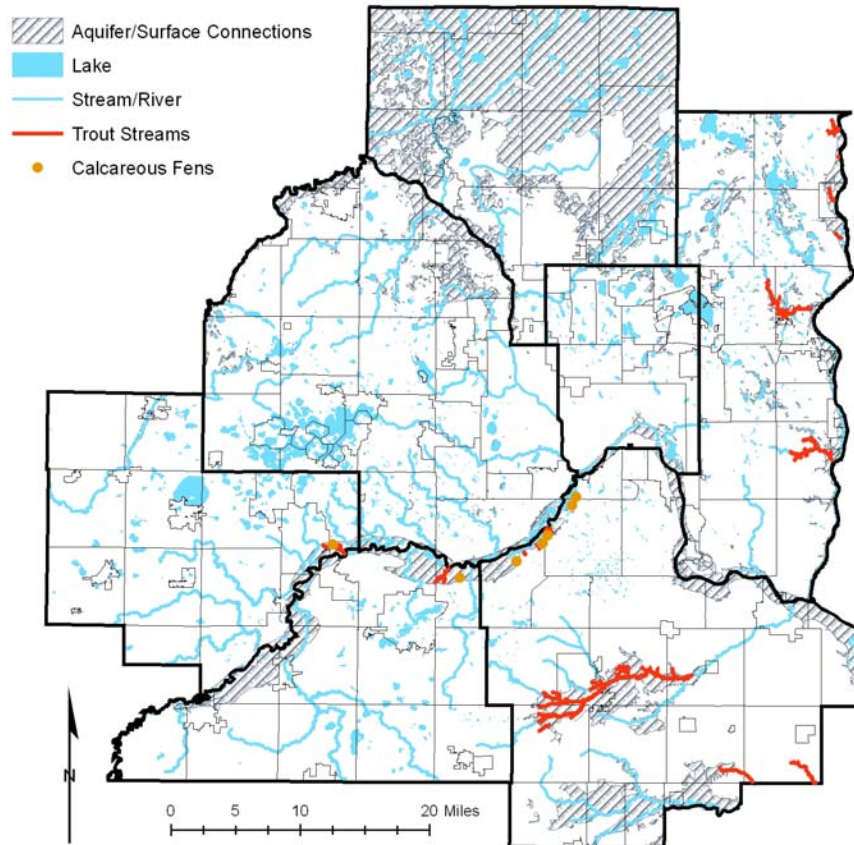 Aquifer/Surface Connections
Lake
Stream/River
Trout Streams
Calcareous Fens
N
0 5 10 20 Miles